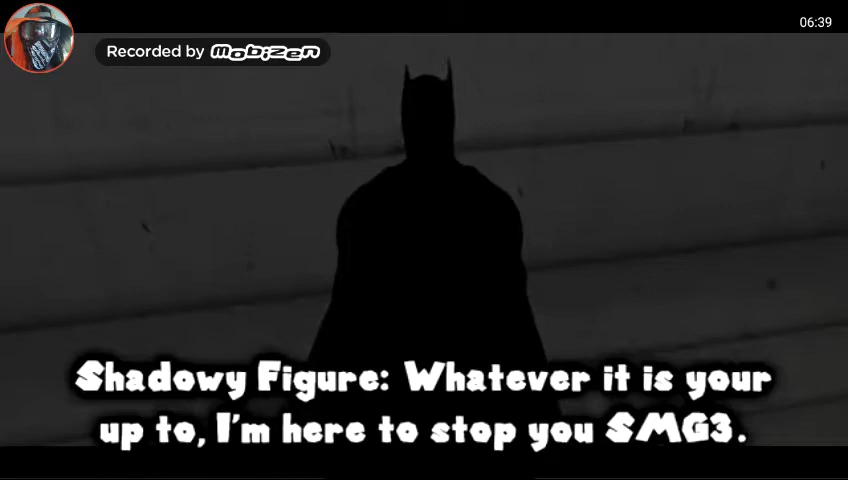 06:39
Recorded by mobizen
Shadowy Figure: Whatever it is your
up to, I'm here to stop you SMG3.